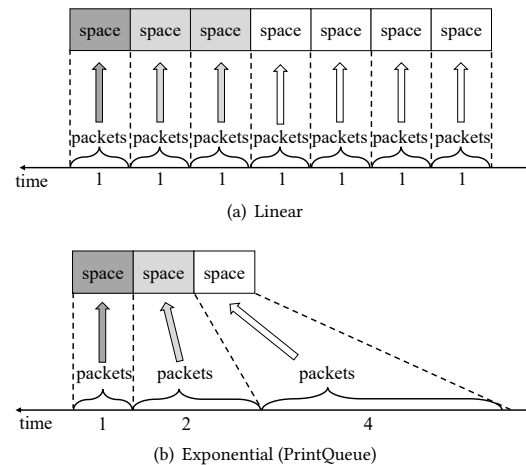 space space space space space space space
packets packets packets packets packets packets packets
time 1 1 1 1 1 1 1
(a) Linear
space space space
packets packets packets
time 1 2 4
(b) Exponential (PrintQueue)